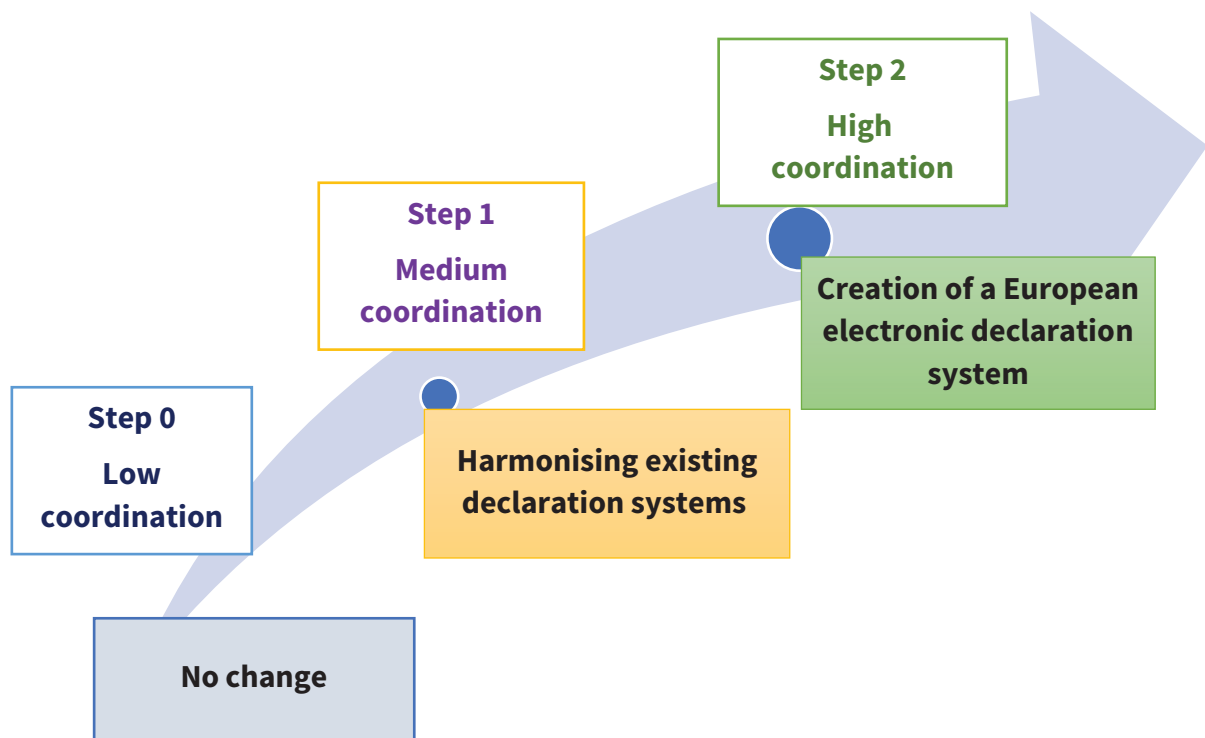 Step 2
High
coordination
Creation of a European
electronic declaration
system
Step 1
Medium
coordination
Harmonising existing
declaration systems
Step 0
Low
coordination
No change